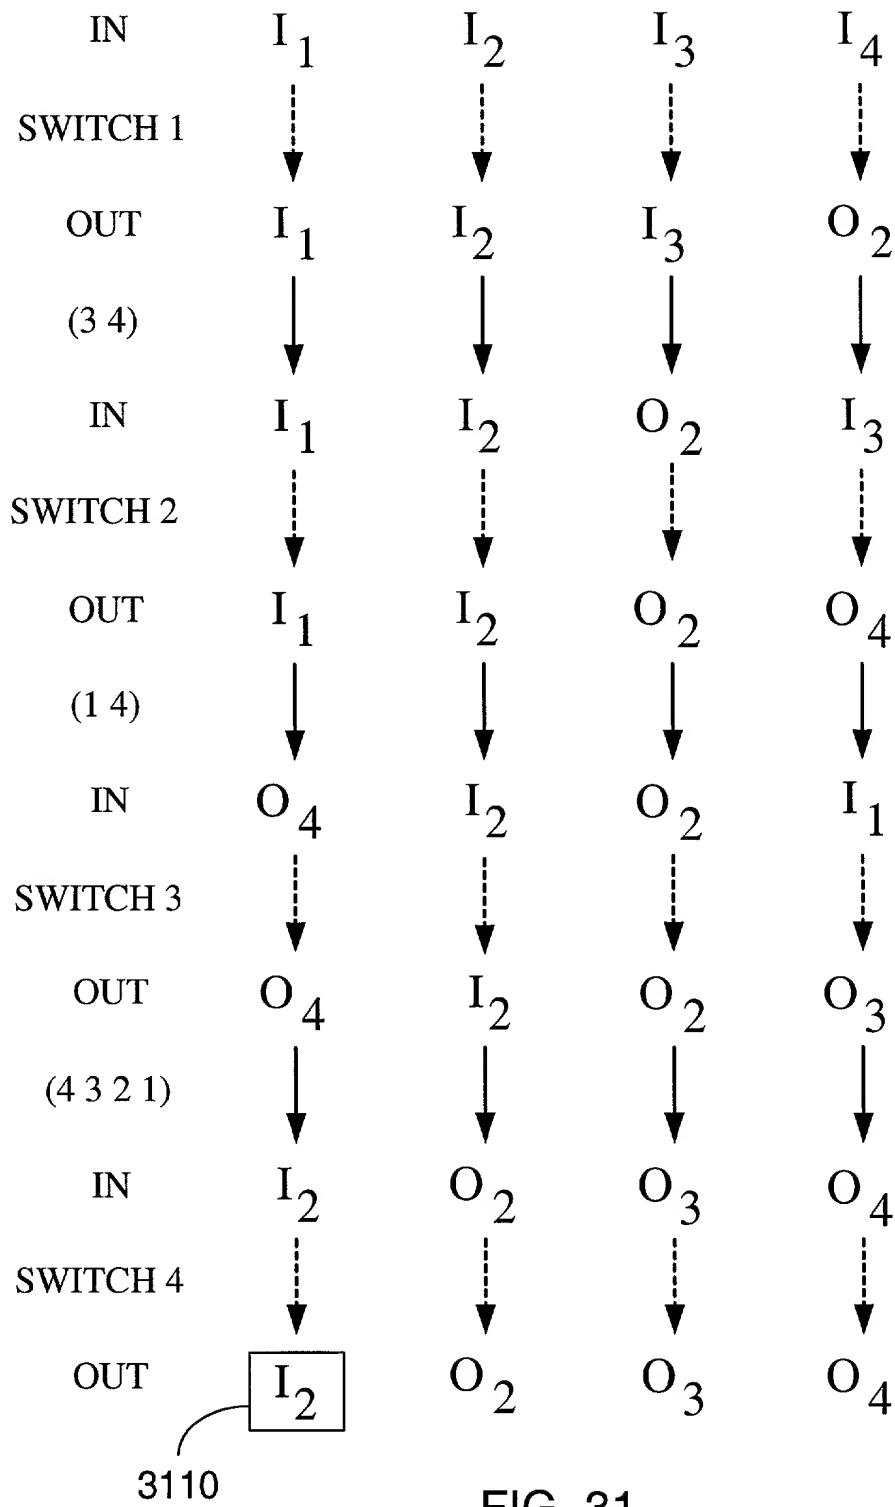 IN I1 I2 I3 I4
SWITCH 1
OUT I1 I2 I3 O2
(3 4)
IN I1 I2 O2 I3
SWITCH 2
OUT I1 I2 O2 O4
(1 4)
IN O4 I2 O2 I1
SWITCH 3
OUT O4 I2 O2 O3
(4 3 2 1)
IN I2 O2 O3 O4
SWITCH 4
OUT I2 O2 O3 O4
3110
FIG. 31